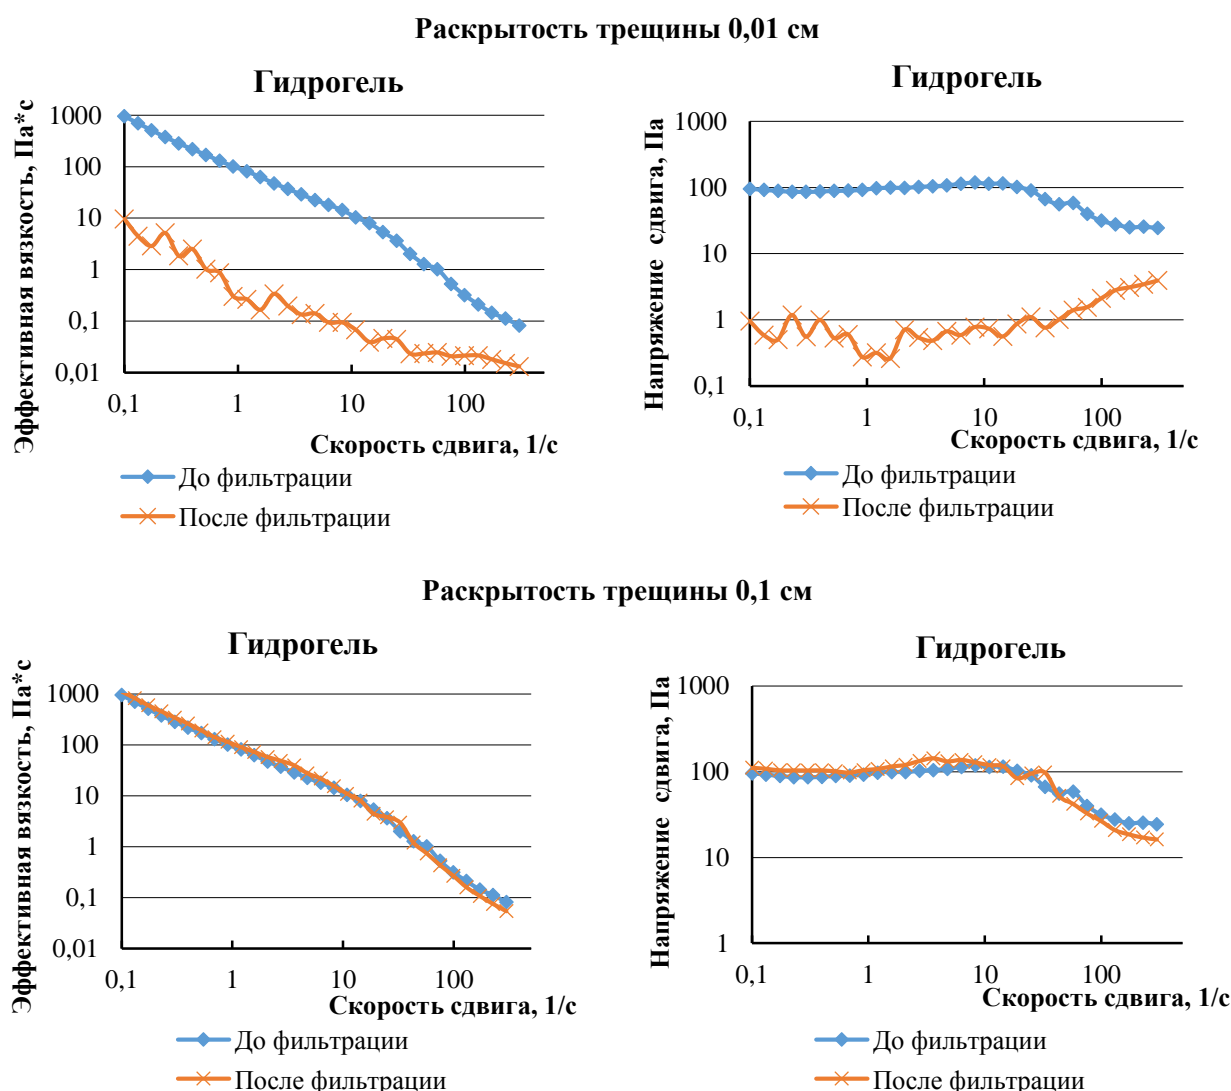 Раскрытость трещины 0,01 см
Гидрогель
Эффективная вязкость, Па*с
1000
100
10
1
0,1
0,01
0,1 1 10 100
Скорость сдвига, 1/с
До фильтрации
После фильтрации
Гидрогель
Напряжение сдвига, Па
1000
100
10
1
0,1
0,1 1 10 100
Скорость сдвига, 1/с
До фильтрации
После фильтрации
Раскрытость трещины 0,1 см
Гидрогель
Эффективная вязкость, Па*с
1000
100
10
1
0,1
0,01
0,1 1 10 100
Скорость сдвига, 1/с
До фильтрации
После фильтрации
Гидрогель
Напряжение сдвига, Па
1000
100
10
1
0,1 1 10 100
Скорость сдвига, 1/с
До фильтрации
После фильтрации